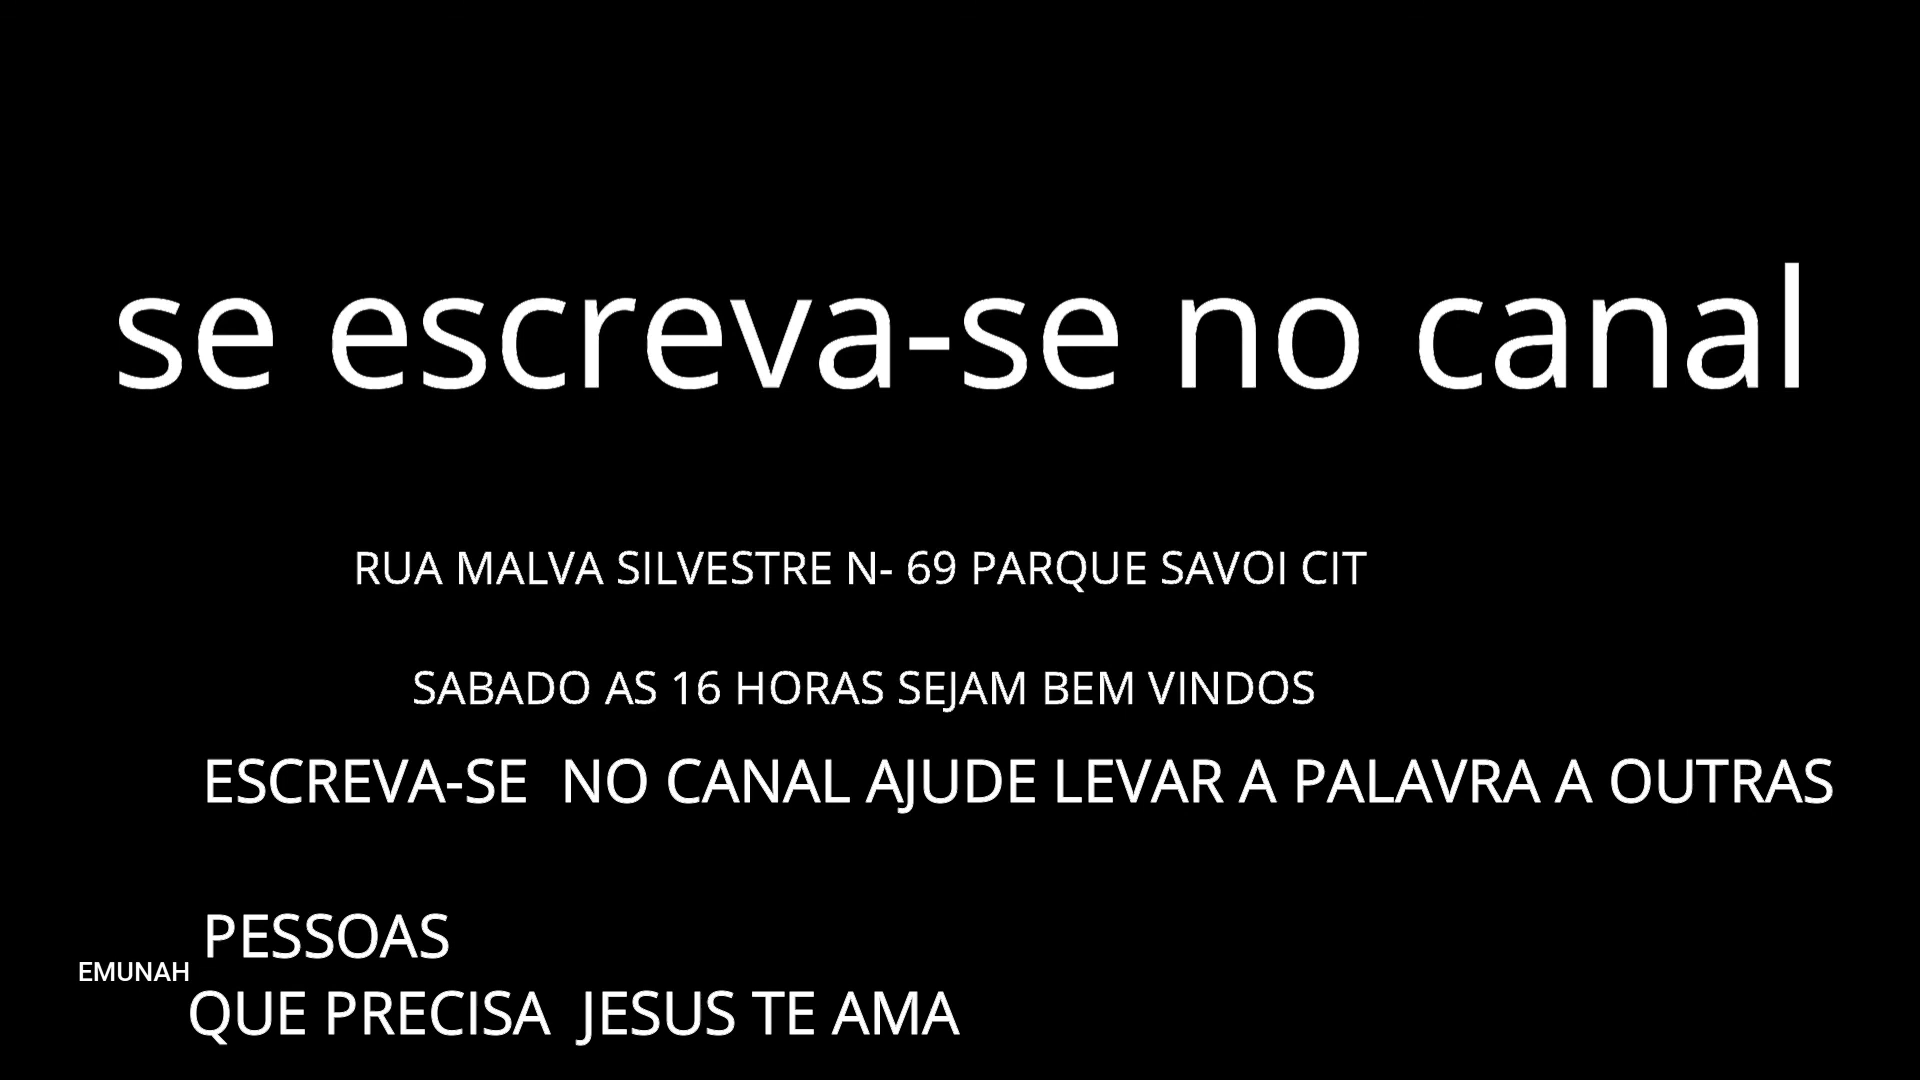 se escreva-se no canal
RUA MALVA SILVESTRE N- 69 PARQUE SAVOI CIT
SABADO AS 16 HORAS SEJAM BEM VINDOS
ESCREVA-SE  NO CANAL AJUDE LEVAR A PALAVRA A OUTRAS
PESSOAS
EMUNAH
QUE PRECISA  JESUS TE AMA